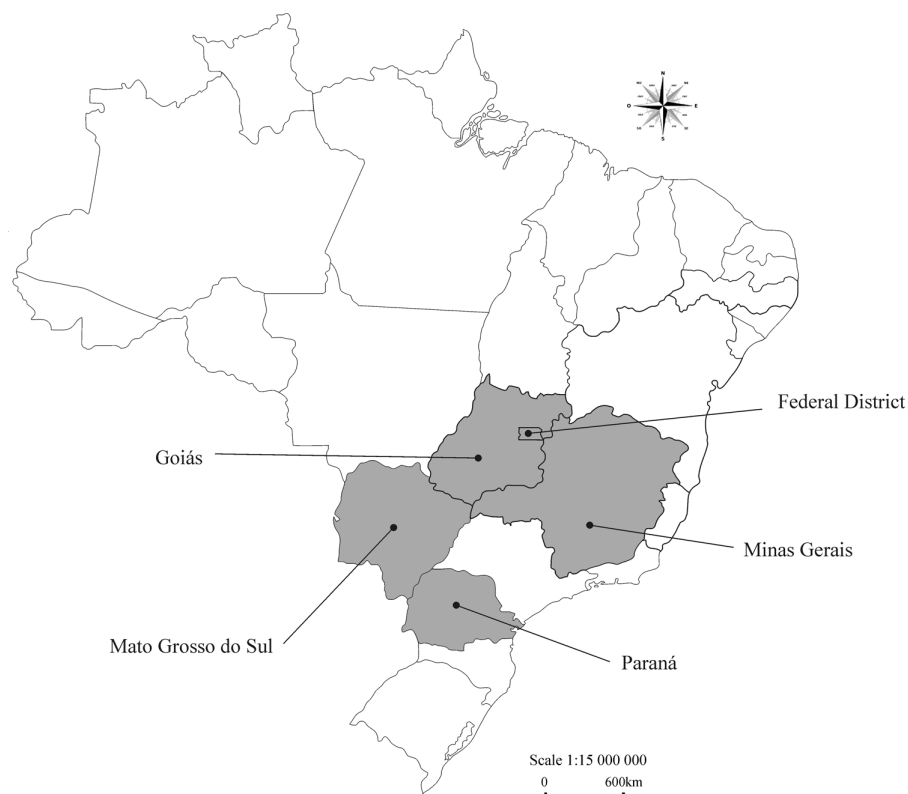 N
O
E
S
Federal District
Goiás
Minas Gerais
Mato Grosso do Sul
Paraná
Scale 1:15 000 000
0 600km